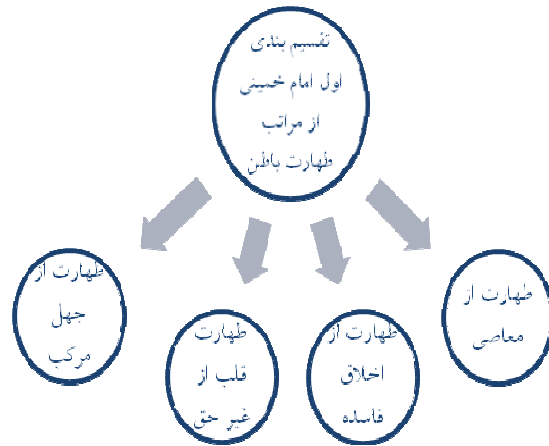 تقسیم بندی
اول امام خمینی
از مراتب
طهارت باطن
طهارت از
معاصی
طهارت از
اخلاق
فاسده
طهارت
قلب از
غیر حق
طهارت از
جهل
مرکب